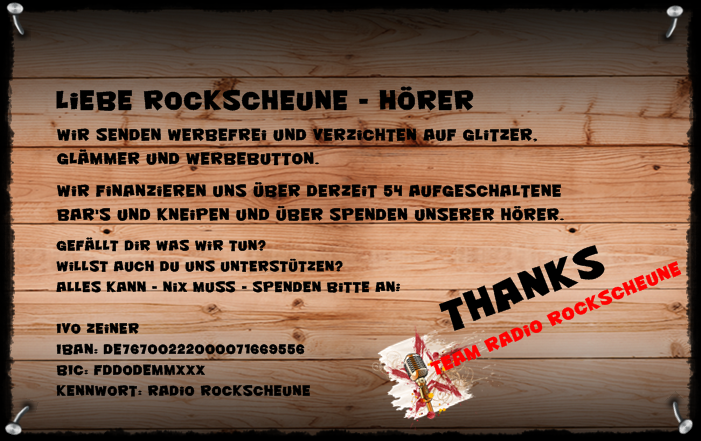 LIEBE ROCKSCHEUNE - HÖRER
WIR SENDEN WERBEFREI UND VERZICHTEN AUF GLITZER,
GLÄMMER UND WERBEBUTTON.
WIR FINANZIEREN UNS ÜBER DERZEIT 54 AUFGESCHALTENE
BAR'S UND KNEIPEN UND ÜBER SPENDEN UNSERER HÖRER.
GEFÄLLT DIR WAS WIR TUN?
WILLST AUCH DU UNS UNTERSTÜTZEN?
ALLES KANN - NIX MUSS - SPENDEN BITTE AN:
IVO ZEINER
IBAN: DE76700222000071669556
BIC: FDDODEMMXXX
KENNWORT: RADIO ROCKSCHEUNE
THANKS
TEAM RADIO ROCKSCHEUNE